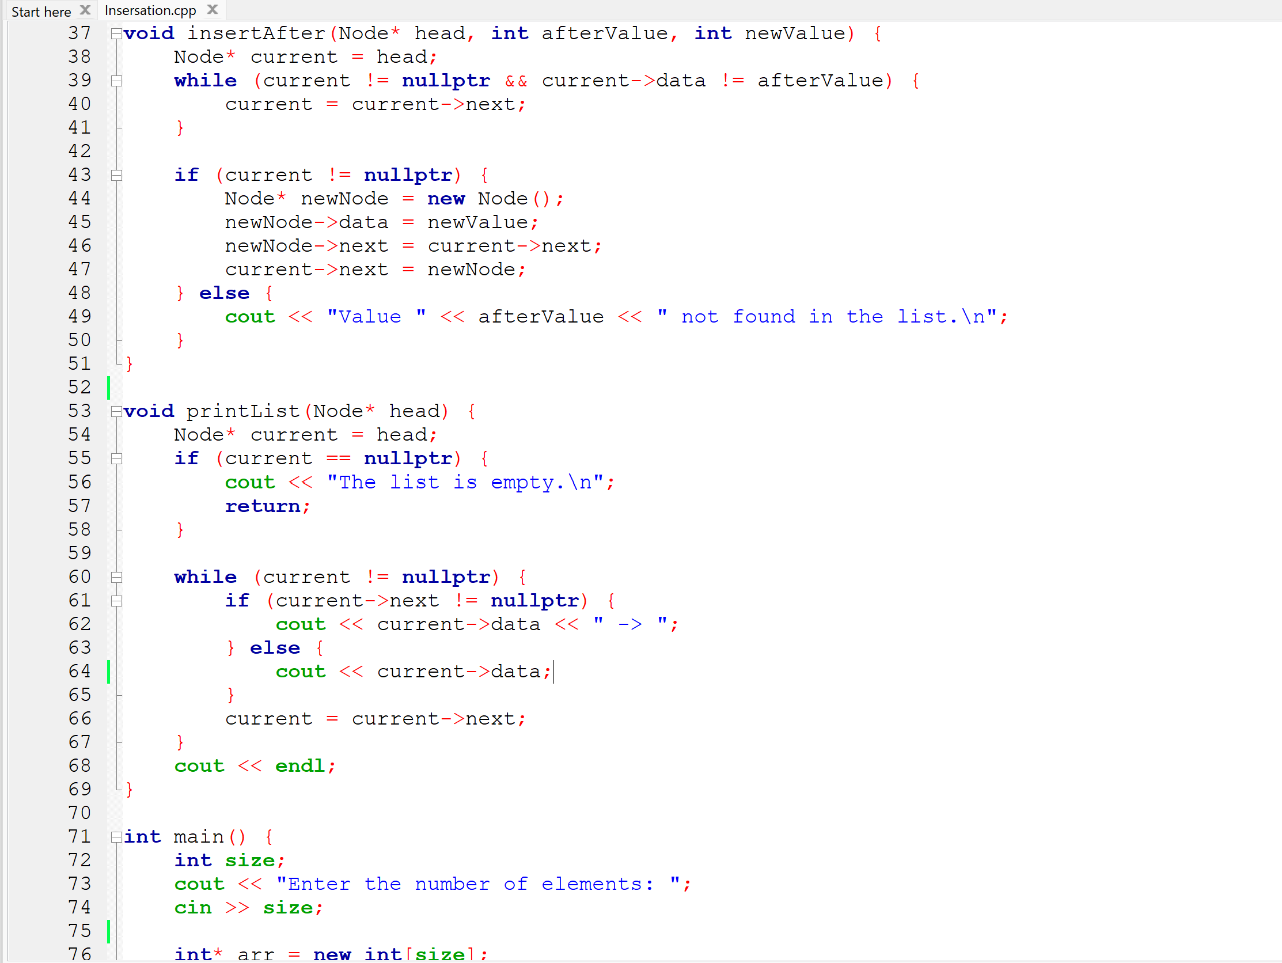 Start here X Insersation.cpp X
37 void insertAfter(Node* head, int afterValue, int newValue) {
38     Node* current = head;
39     while (current != nullptr && current->data != afterValue) {
40         current = current->next;
41     }
42
43     if (current != nullptr) {
44         Node* newNode = new Node();
45         newNode->data = newValue;
46         newNode->next = current->next;
47         current->next = newNode;
48     } else {
49         cout << "Value " << afterValue << " not found in the list.\n";
50     }
51 }
52
53 void printList(Node* head) {
54     Node* current = head;
55     if (current == nullptr) {
56         cout << "The list is empty.\n";
57         return;
58     }
59
60     while (current != nullptr) {
61         if (current->next != nullptr) {
62             cout << current->data << " -> ";
63         } else {
64             cout << current->data;
65         }
66         current = current->next;
67     }
68     cout << endl;
69 }
70
71 int main() {
72     int size;
73     cout << "Enter the number of elements: ";
74     cin >> size;
75
76     int* arr = new int[size];